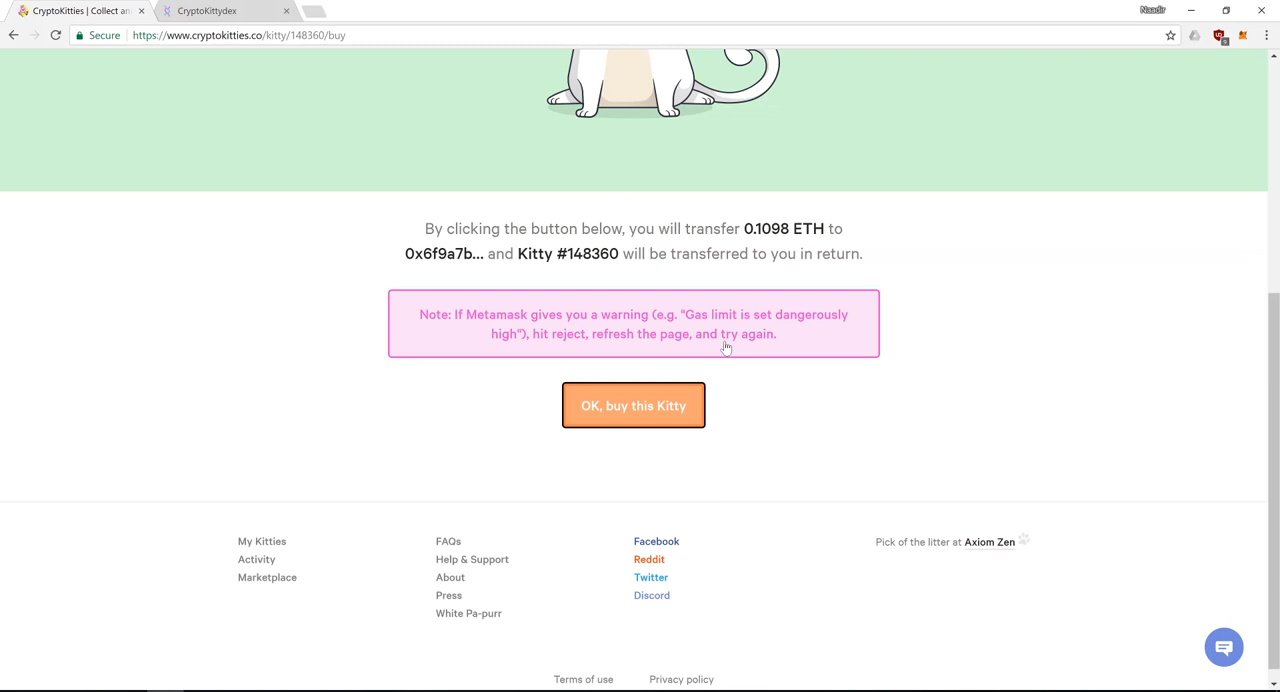 CryptoKitties | Collect an
CryptoKittydex
Naadir
Secure
https://www.cryptokitties.co/kitty/148360/buy
By clicking the button below, you will transfer 0.1098 ETH to
0x6f9a7b... and Kitty #148360 will be transferred to you in return.
Note: If Metamask gives you a warning (e.g. "Gas limit is set dangerously
high"), hit reject, refresh the page, and try again.
OK, buy this Kitty
My Kitties
Activity
Marketplace
FAQs
Help & Support
About
Press
White Pa-purr
Facebook
Reddit
Twitter
Discord
Pick of the litter at Axiom Zen
Terms of use
Privacy policy